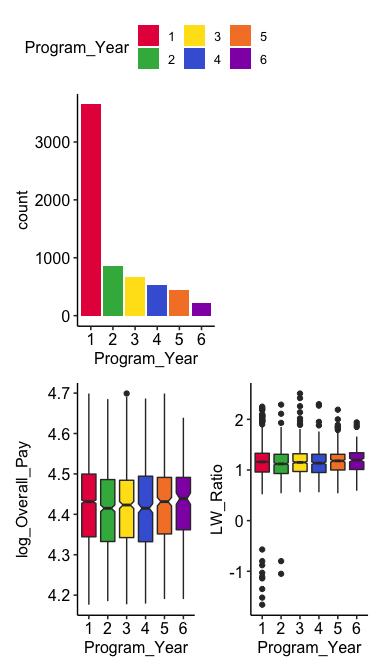 Program_Year 1 3 5
2 4 6
3000
2000
1000
0
count
1 2 3 4 5 6
Program_Year
4.7
4.6
4.5
4.4
4.3
4.2
log_Overall_Pay
1 2 3 4 5 6
Program_Year
2
1
0
-1
LW_Ratio
1 2 3 4 5 6
Program_Year